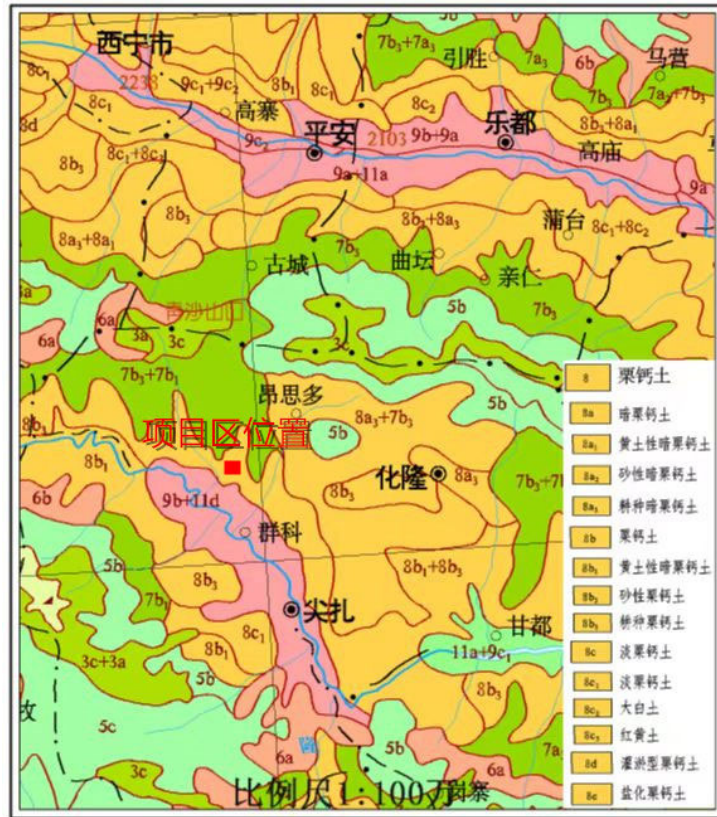 5b
7b₃+7a₃
引胜
7a₃
6b
马营
7a₂+7b₃
7b₃
西宁市
8c₁
2238
9c₁+9c₂
8b₁
8c₁
8c₂
8b₃+8a₁
8c₁
高寨
8d
9c₂
平安
2103
9b+9a
乐都
高庙
8b₃
8c₁+8c₃
9a+11a
9a
8b₃
8b₃+8a₃
蒲台
8c₁+8c₂
8a₃+8a₁
7b₃
古城
曲坛
亲仁
5b
7b₃
青沙山口
6a
6a
3a
3c
3c
7b₃+7b₁
昂思多
5b
8a₃+7b₃
5b
项目区位置
8b₁
8b₁
化隆
8a₃
8b₃
6b
9b+11d
群科
5b
8b₃
8b₁+8b₃
7b₁
尖扎
8c₁
8b₁
甘都
11a+9c₁
3c+3a
5b
8b₃
5c
5b
7a₃
3c
6a
6a
比例尺1:100万
8 栗钙土
8a 暗栗钙土
8a₁ 黄土性暗栗钙土
8a₂ 砂性暗栗钙土
8a₃ 耕种暗栗钙土
8b 栗钙土
8b₁ 黄土性暗栗钙土
8b₂ 砂性栗钙土
8b₃ 耕种栗钙土
8c 淡栗钙土
8c₁ 淡栗钙土
8c₂ 大白土
8c₃ 红黄土
8d 灌淤型栗钙土
8e 盐化栗钙土